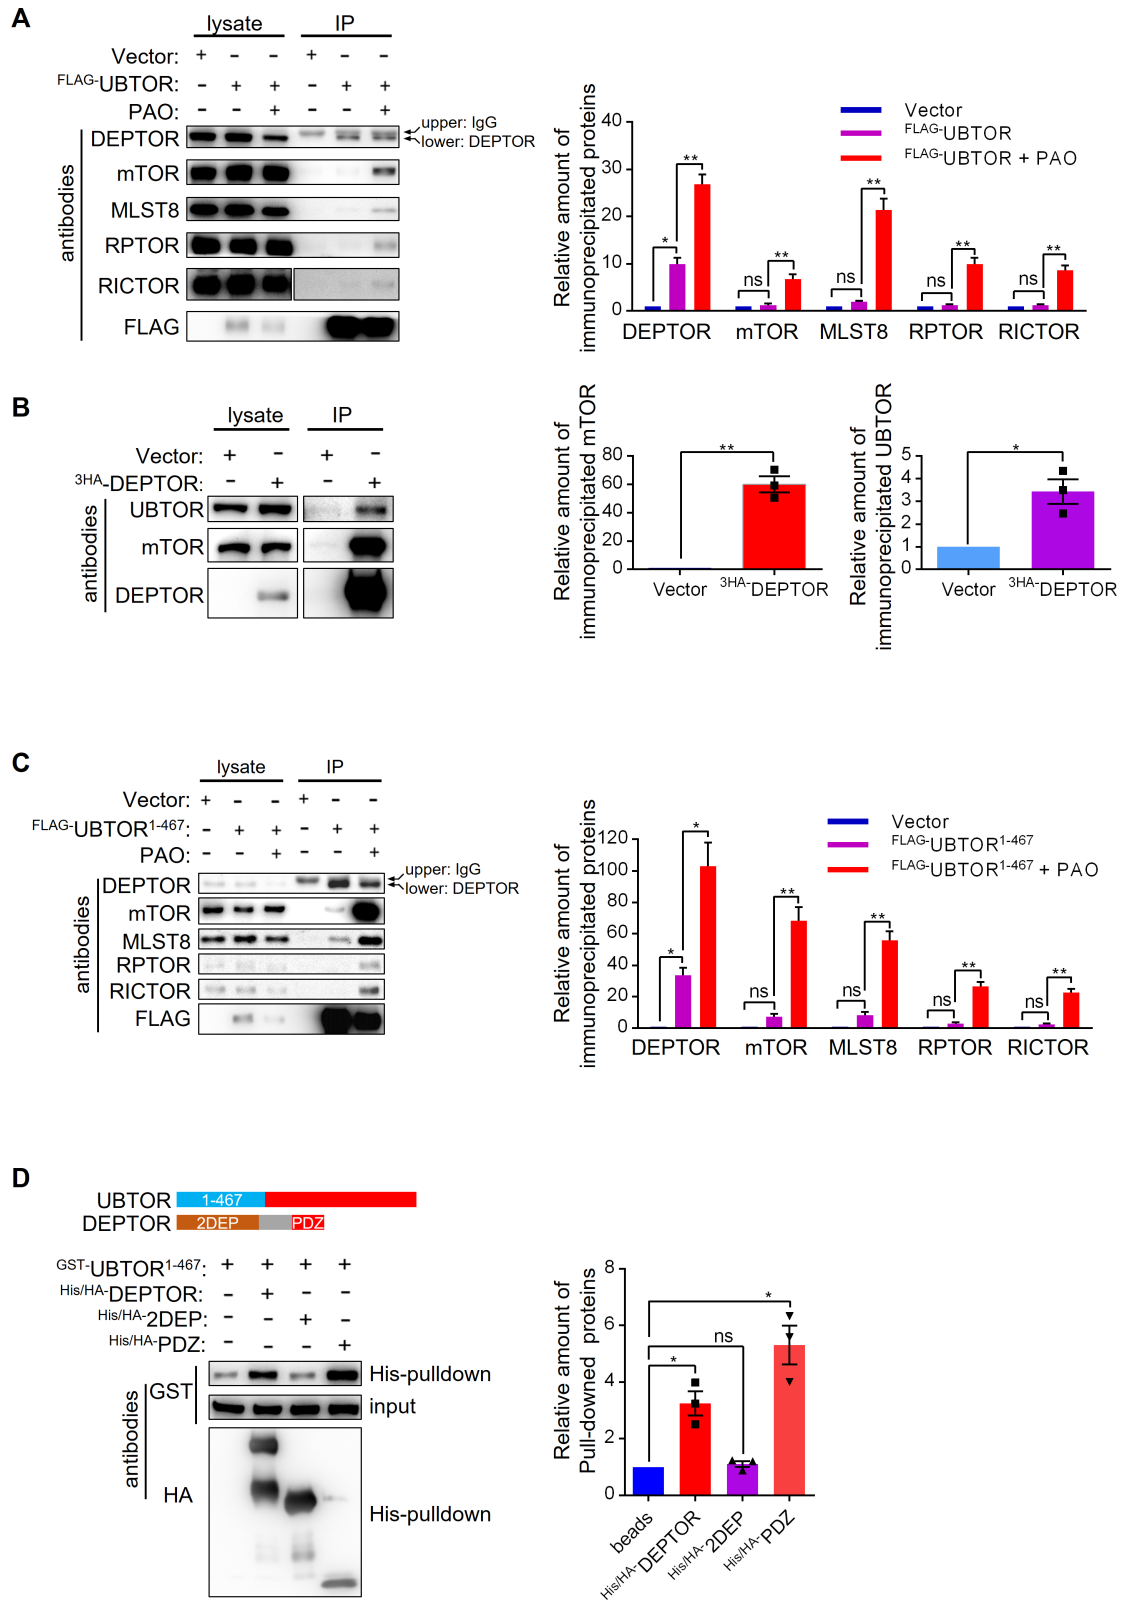 A
lysate IP
Vector: + - - + - -
FLAG-UBTOR: - + + - + +
PAO: - - + - - +
DEPTOR
upper: IgG
lower: DEPTOR
mTOR
MLST8
RPTOR
RICTOR
FLAG
antibodies
Relative amount of
immunoprecipitated proteins
40
30
20
10
0
Vector
FLAG-UBTOR
FLAG-UBTOR + PAO
* ** ns ** ns ** ns ** ns **
DEPTOR mTOR MLST8 RPTOR RICTOR
B
lysate IP
Vector: + - + -
3HA-DEPTOR: - + - +
UBTOR
mTOR
DEPTOR
antibodies
Relative amount of
immunoprecipitated mTOR
80
60
40
20
0
**
Vector 3HA-DEPTOR
Relative amount of
immunoprecipitated UBTOR
5
4
3
2
1
0
*
Vector 3HA-DEPTOR
C
lysate IP
Vector: + - - + - -
FLAG-UBTOR1-467: - + + - + +
PAO: - - + - - +
DEPTOR
upper: IgG
lower: DEPTOR
mTOR
MLST8
RPTOR
RICTOR
FLAG
antibodies
Relative amount of
immunoprecipitated proteins
120
100
80
60
40
20
0
Vector
FLAG-UBTOR1-467
FLAG-UBTOR1-467 + PAO
* * ns ** ns ** ns ** ns **
DEPTOR mTOR MLST8 RPTOR RICTOR
D
UBTOR 1-467
DEPTOR 2DEP PDZ
GST-UBTOR1-467: + + + +
His/HA-DEPTOR: - + - -
His/HA-2DEP: - - + -
His/HA-PDZ: - - - +
GST
His-pulldown
input
HA
His-pulldown
antibodies
Relative amount of
Pull-downed proteins
8
6
4
2
0
*
ns
*
beads
His/HA-DEPTOR
His/HA-2DEP
His/HA-PDZ